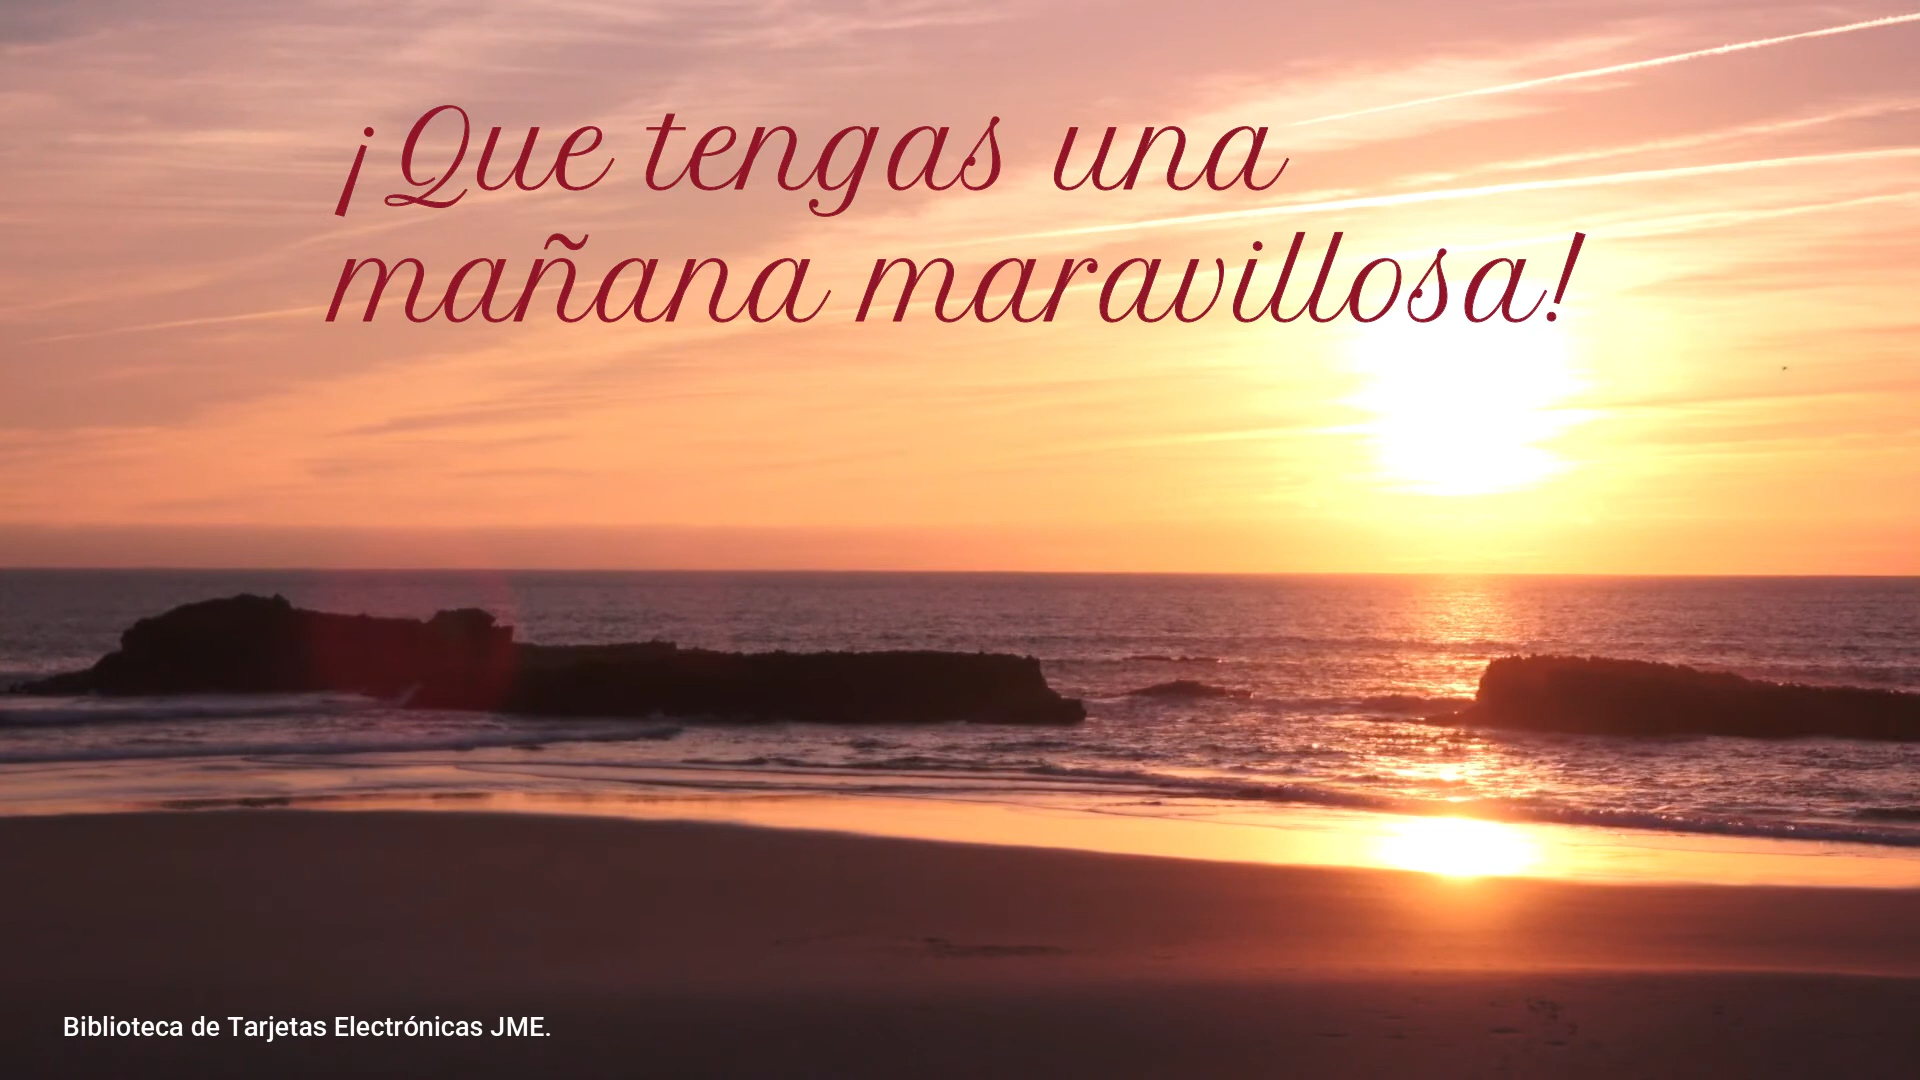 ¡Que tengas una
mañana maravillosa!
Biblioteca de Tarjetas Electrónicas JME.